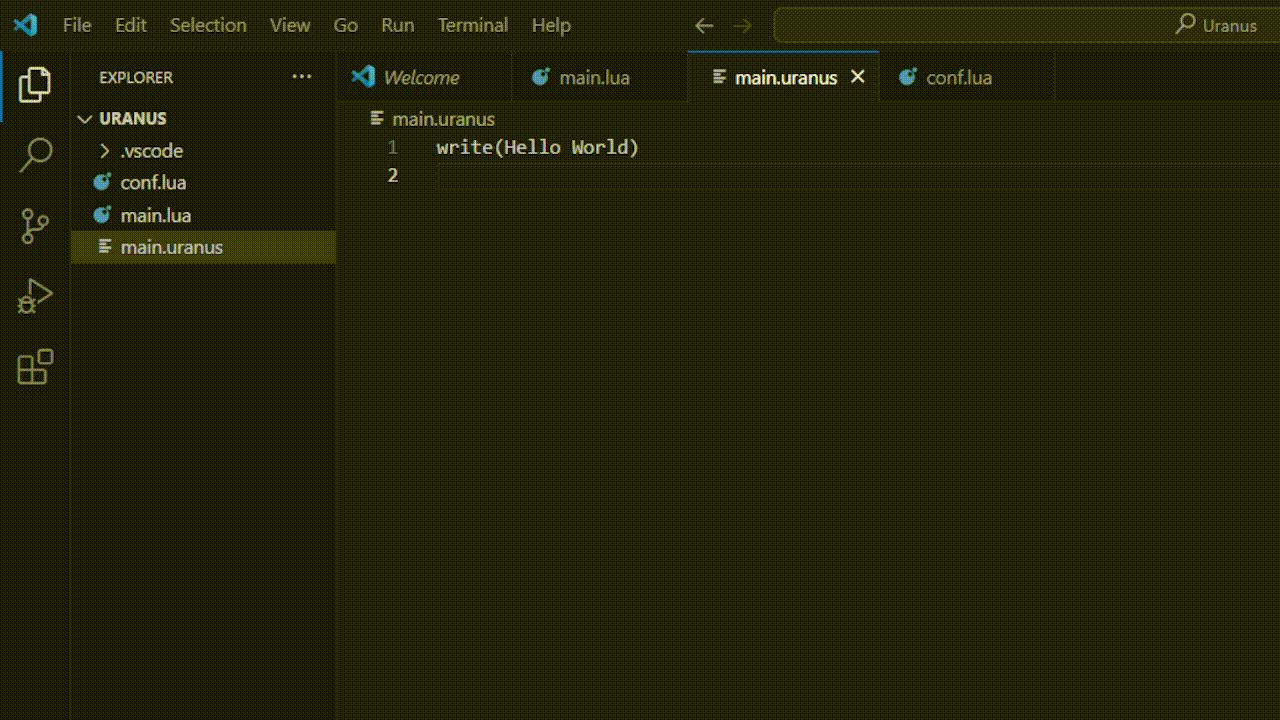 File Edit Selection View Go Run Terminal Help Uranus
EXPLORER ... Welcome main.lua main.uranus conf.lua
URANUS
.vscode
conf.lua
main.lua
main.uranus
main.uranus
1 write(Hello World)
2